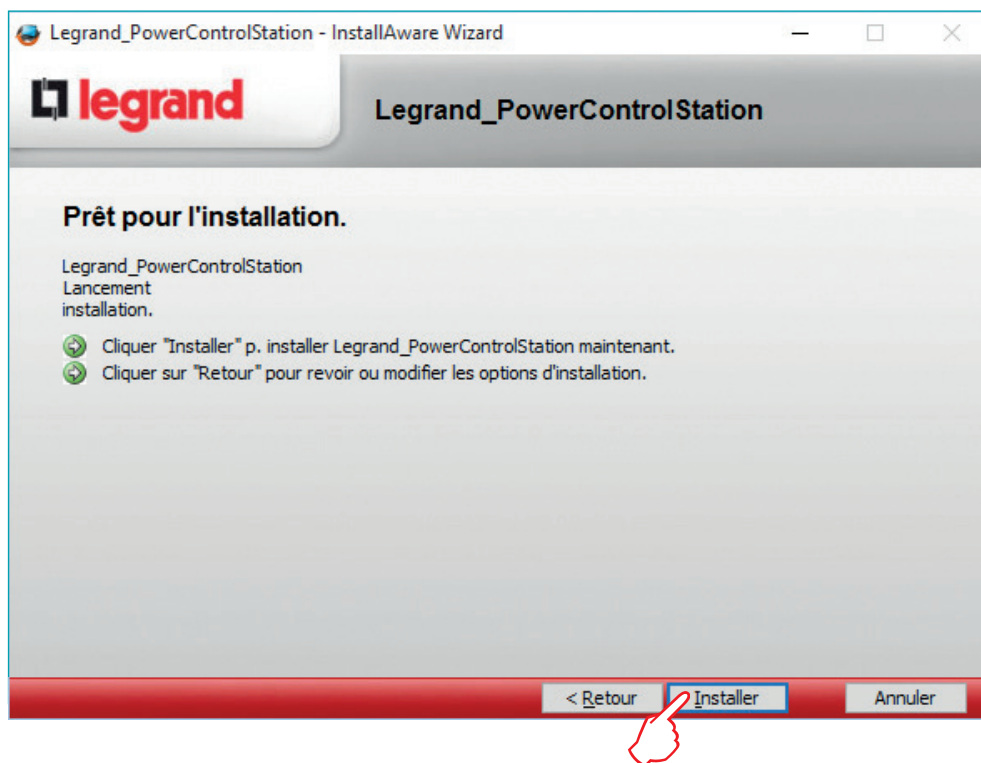 Legrand_PowerControlStation - InstallAware Wizard
legrand
Legrand_PowerControlStation
Prêt pour l'installation.
Legrand_PowerControlStation
Lancement
installation.
Cliquer "Installer" p. installer Legrand_PowerControlStation maintenant.
Cliquer sur "Retour" pour revoir ou modifier les options d'installation.
< Retour Installer Annuler